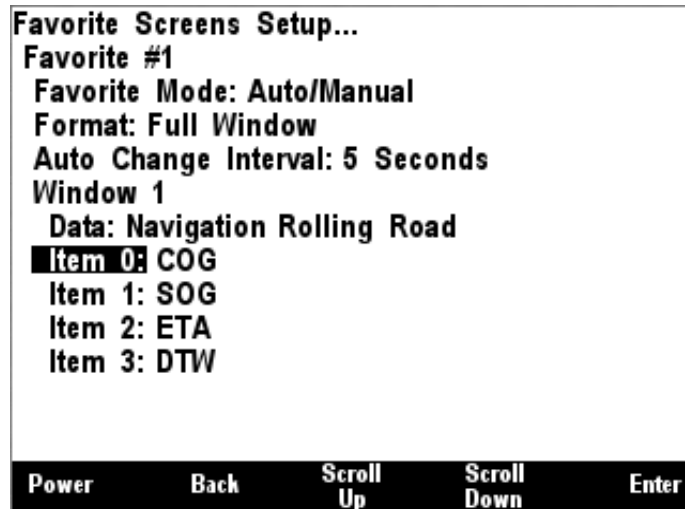 Favorite Screens Setup...
Favorite #1
Favorite Mode: Auto/Manual
Format: Full Window
Auto Change Interval: 5 Seconds
Window 1
Data: Navigation Rolling Road
Item 0: COG
Item 1: SOG
Item 2: ETA
Item 3: DTW
Power Back Scroll Up Scroll Down Enter